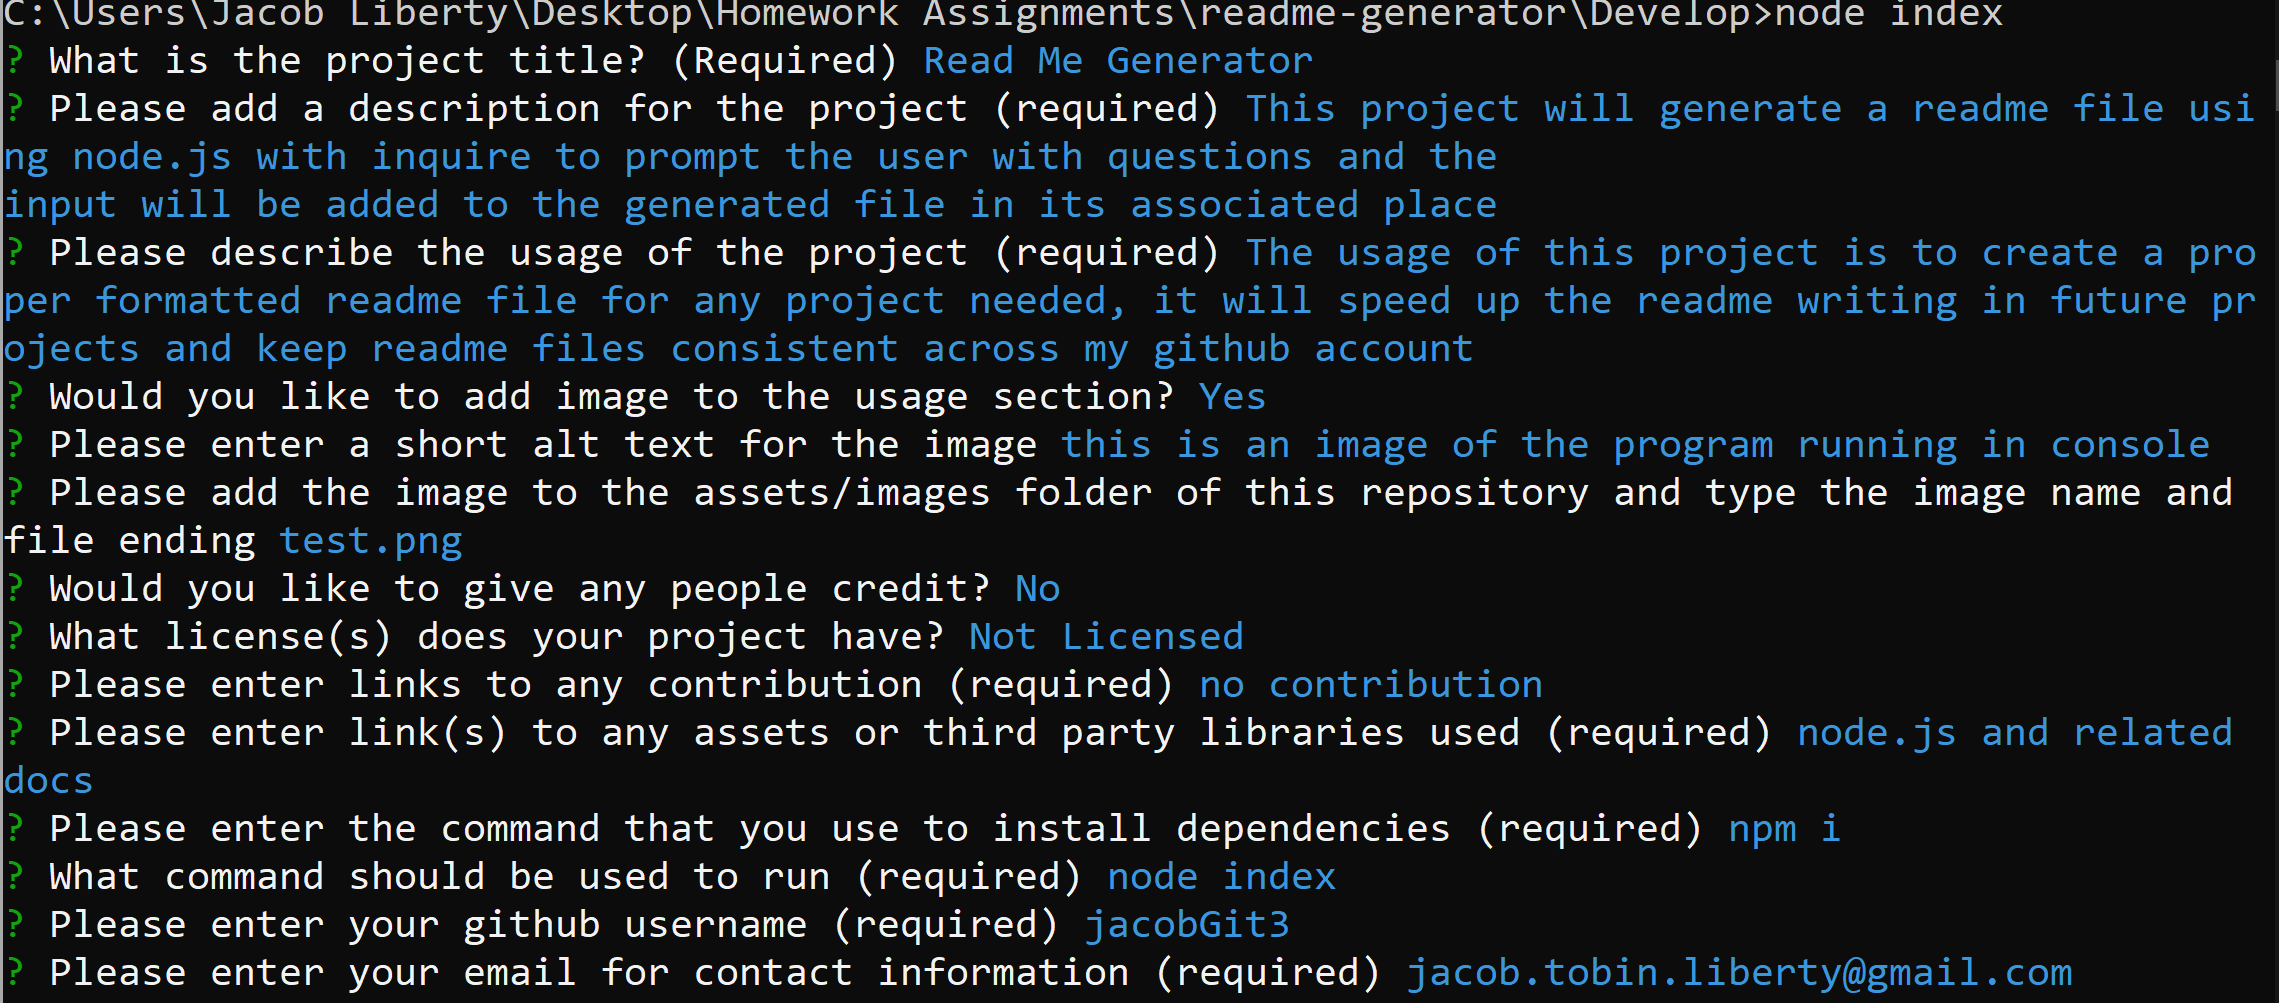 C:\Users\Jacob Liberty\Desktop\Homework Assignments\readme-generator\Develop>node index
? What is the project title? (Required) Read Me Generator
? Please add a description for the project (required) This project will generate a readme file usi
ng node.js with inquire to prompt the user with questions and the
input will be added to the generated file in its associated place
? Please describe the usage of the project (required) The usage of this project is to create a pro
per formatted readme file for any project needed, it will speed up the readme writing in future pr
ojects and keep readme files consistent across my github account
? Would you like to add image to the usage section? Yes
? Please enter a short alt text for the image this is an image of the program running in console
? Please add the image to the assets/images folder of this repository and type the image name and
file ending test.png
? Would you like to give any people credit? No
? What license(s) does your project have? Not Licensed
? Please enter links to any contribution (required) no contribution
? Please enter link(s) to any assets or third party libraries used (required) node.js and related
docs
? Please enter the command that you use to install dependencies (required) npm i
? What command should be used to run (required) node index
? Please enter your github username (required) jacobGit3
? Please enter your email for contact information (required) jacob.tobin.liberty@gmail.com